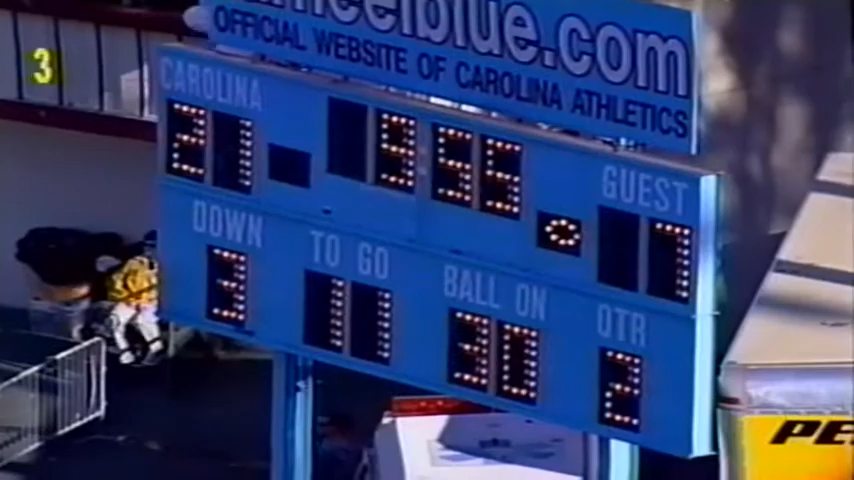 3
heelblue.com
OFFICIAL WEBSITE OF CAROLINA ATHLETICS
CAROLINA GUEST
21 9:55 7
DOWN TO GO BALL ON QTR
3 11 30 2
PE